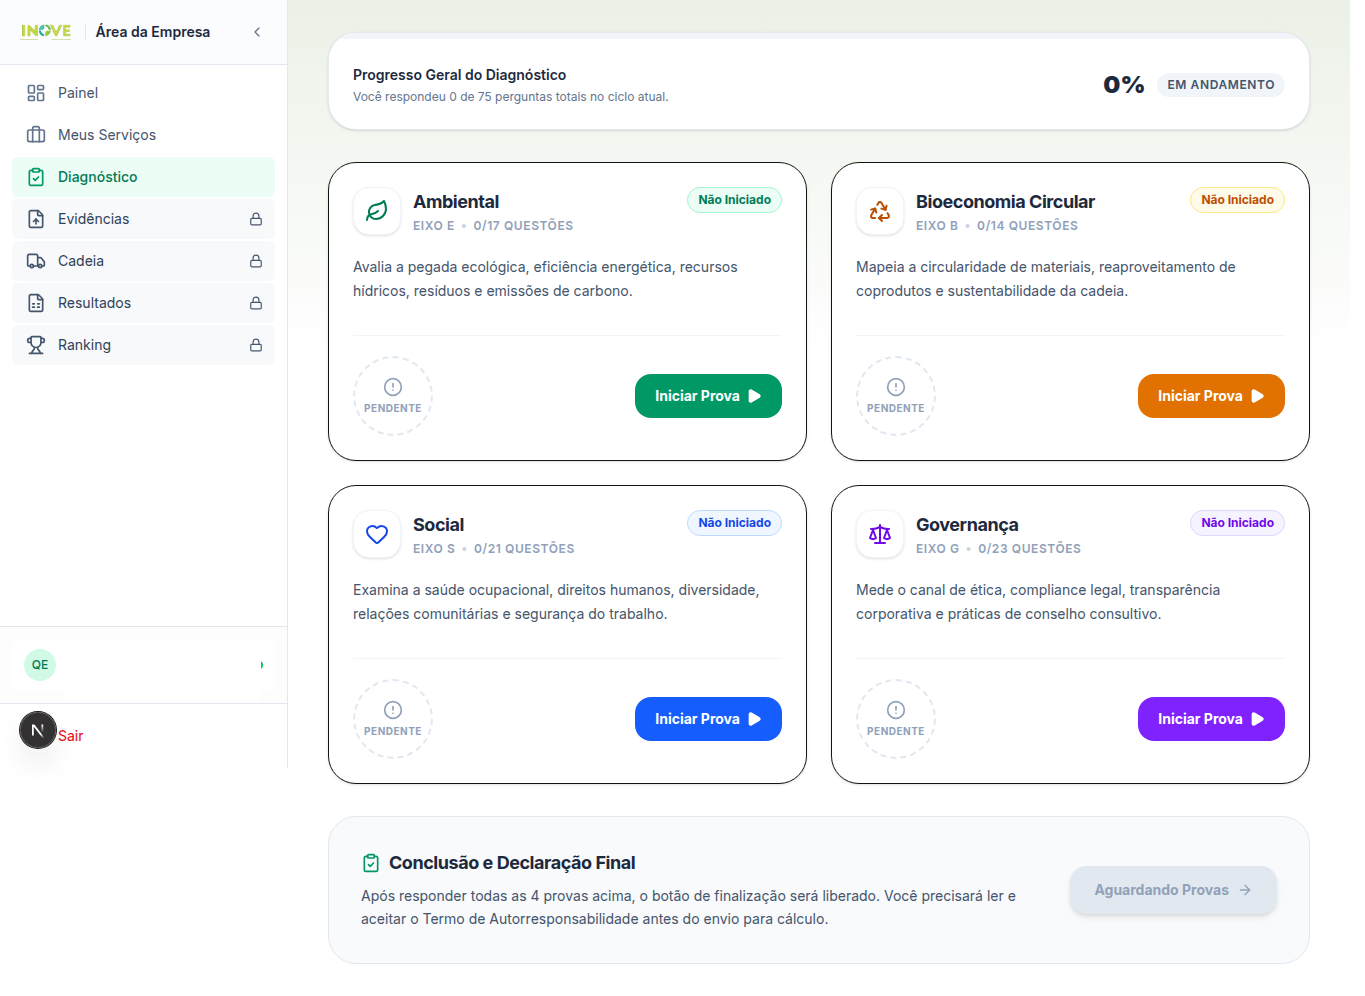 INOVE
Área da Empresa
Painel
Meus Serviços
Diagnóstico
Evidências
Cadeia
Resultados
Ranking
QE
N
Sair
Progresso Geral do Diagnóstico
Você respondeu 0 de 75 perguntas totais no ciclo atual.
0% EM ANDAMENTO
Ambiental
Não Iniciado
EIXO E • 0/17 QUESTÕES
Avalia a pegada ecológica, eficiência energética, recursos
hídricos, resíduos e emissões de carbono.
PENDENTE
Iniciar Prova
Bioeconomia Circular
Não Iniciado
EIXO B • 0/14 QUESTÕES
Mapeia a circularidade de materiais, reaproveitamento de
coprodutos e sustentabilidade da cadeia.
PENDENTE
Iniciar Prova
Social
Não Iniciado
EIXO S • 0/21 QUESTÕES
Examina a saúde ocupacional, direitos humanos, diversidade,
relações comunitárias e segurança do trabalho.
PENDENTE
Iniciar Prova
Governança
Não Iniciado
EIXO G • 0/23 QUESTÕES
Mede o canal de ética, compliance legal, transparência
corporativa e práticas de conselho consultivo.
PENDENTE
Iniciar Prova
Conclusão e Declaração Final
Após responder todas as 4 provas acima, o botão de finalização será liberado. Você precisará ler e
aceitar o Termo de Autorresponsabilidade antes do envio para cálculo.
Aguardando Provas